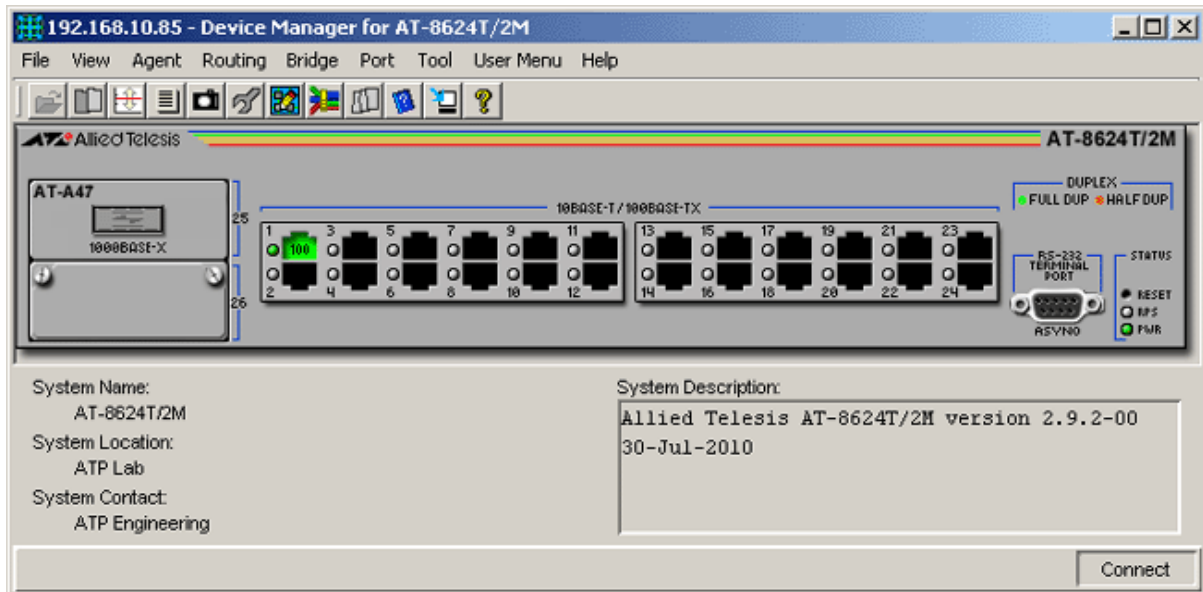 192.168.10.85 - Device Manager for AT-8624T/2M
File View Agent Routing Bridge Port Tool User Menu Help
Allied Telesis
AT-8624T/2M
AT-A47
1000BASE-X
25
26
10BASE-T/100BASE-TX
1 3 5 7 9 11 13 15 17 19 21 23
100
2 4 6 8 10 12 14 16 18 20 22 24
DUPLEX
FULL DUP HALF DUP
RS-232
TERMINAL
PORT
ASYN0
STATUS
RESET
RPS
PWR
System Name:
AT-8624T/2M
System Location:
ATP Lab
System Contact:
ATP Engineering
System Description:
Allied Telesis AT-8624T/2M version 2.9.2-00
30-Jul-2010
Connect